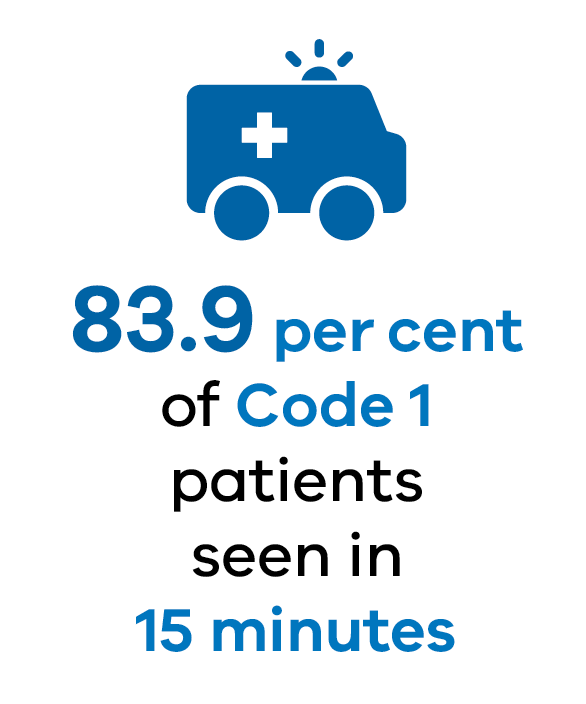 83.9 per cent
of Code 1
patients
seen in
15 minutes